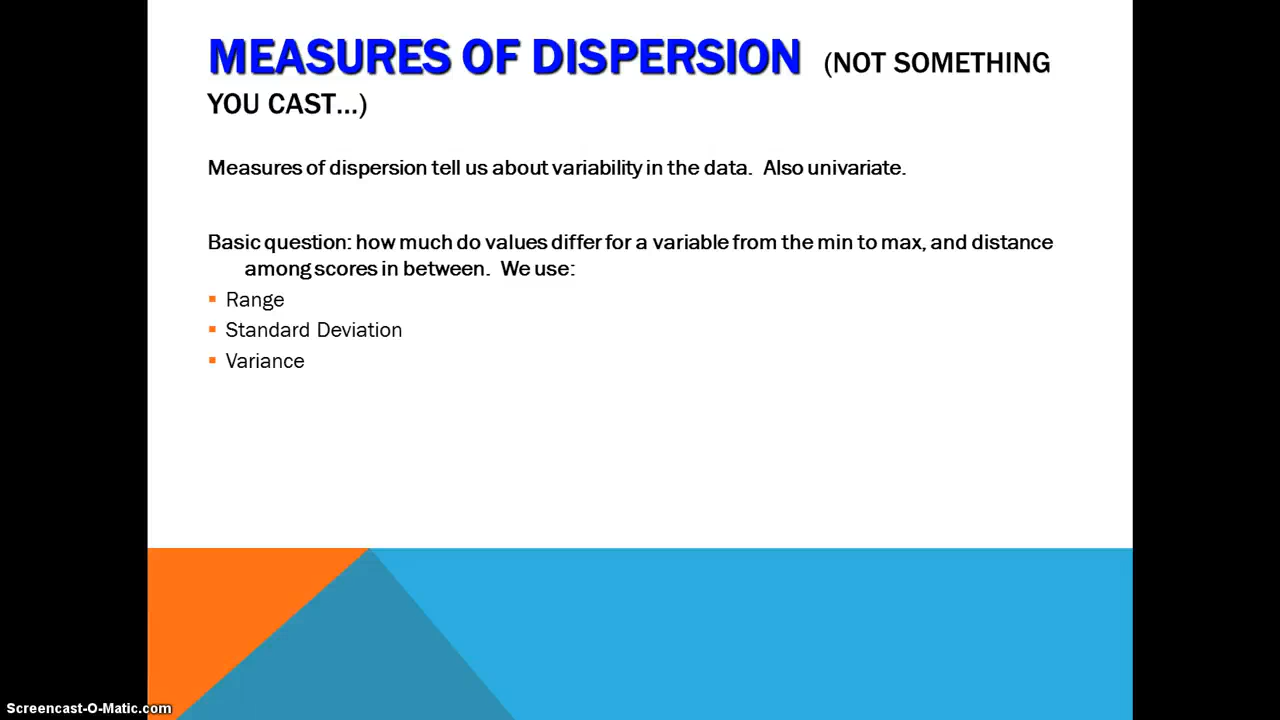 MEASURES OF DISPERSION (NOT SOMETHING
YOU CAST…)
Measures of dispersion tell us about variability in the data.  Also univariate.
Basic question: how much do values differ for a variable from the min to max, and distance
among scores in between.  We use:
▪ Range
▪ Standard Deviation
▪ Variance
Screencast-O-Matic.com